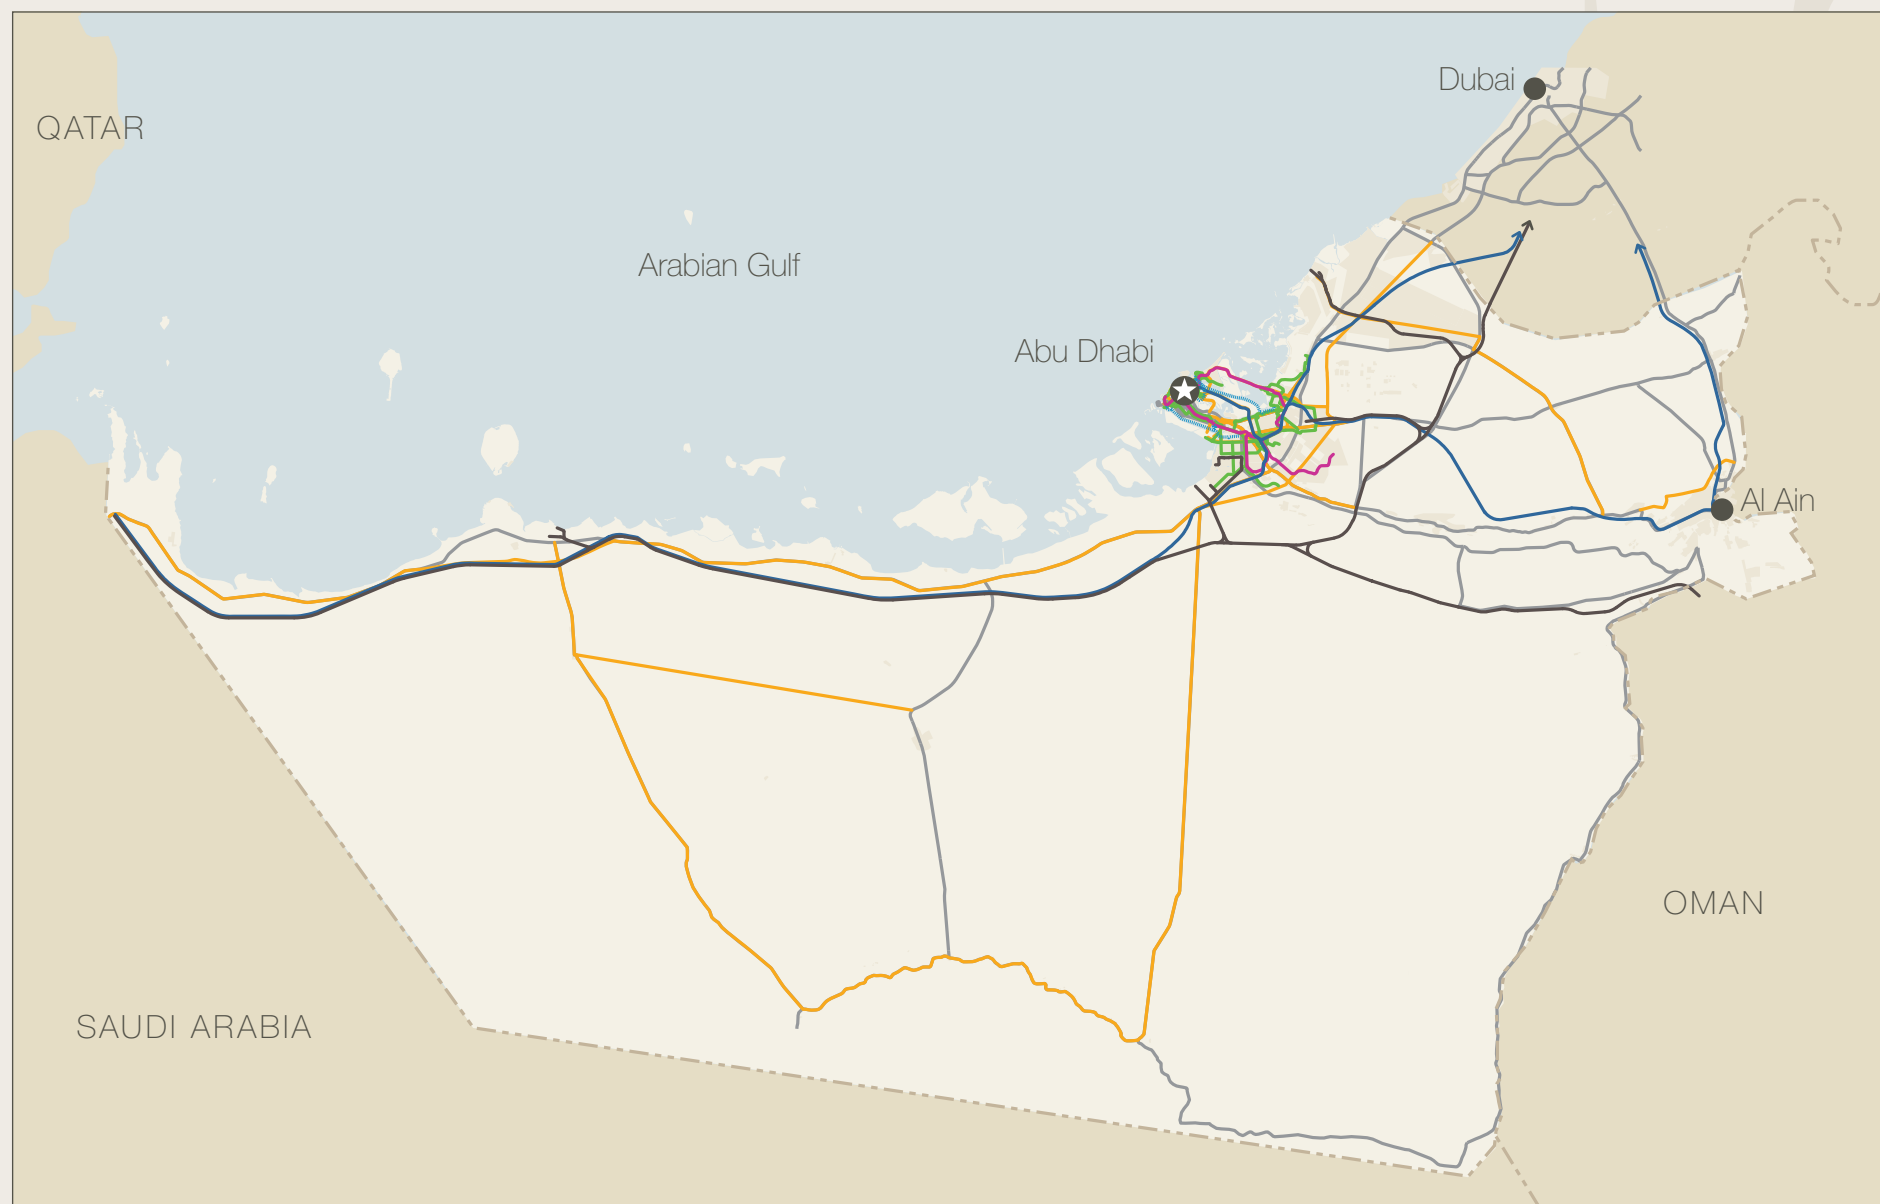 Dubai
QATAR
Arabian Gulf
Abu Dhabi
Al Ain
OMAN
SAUDI ARABIA